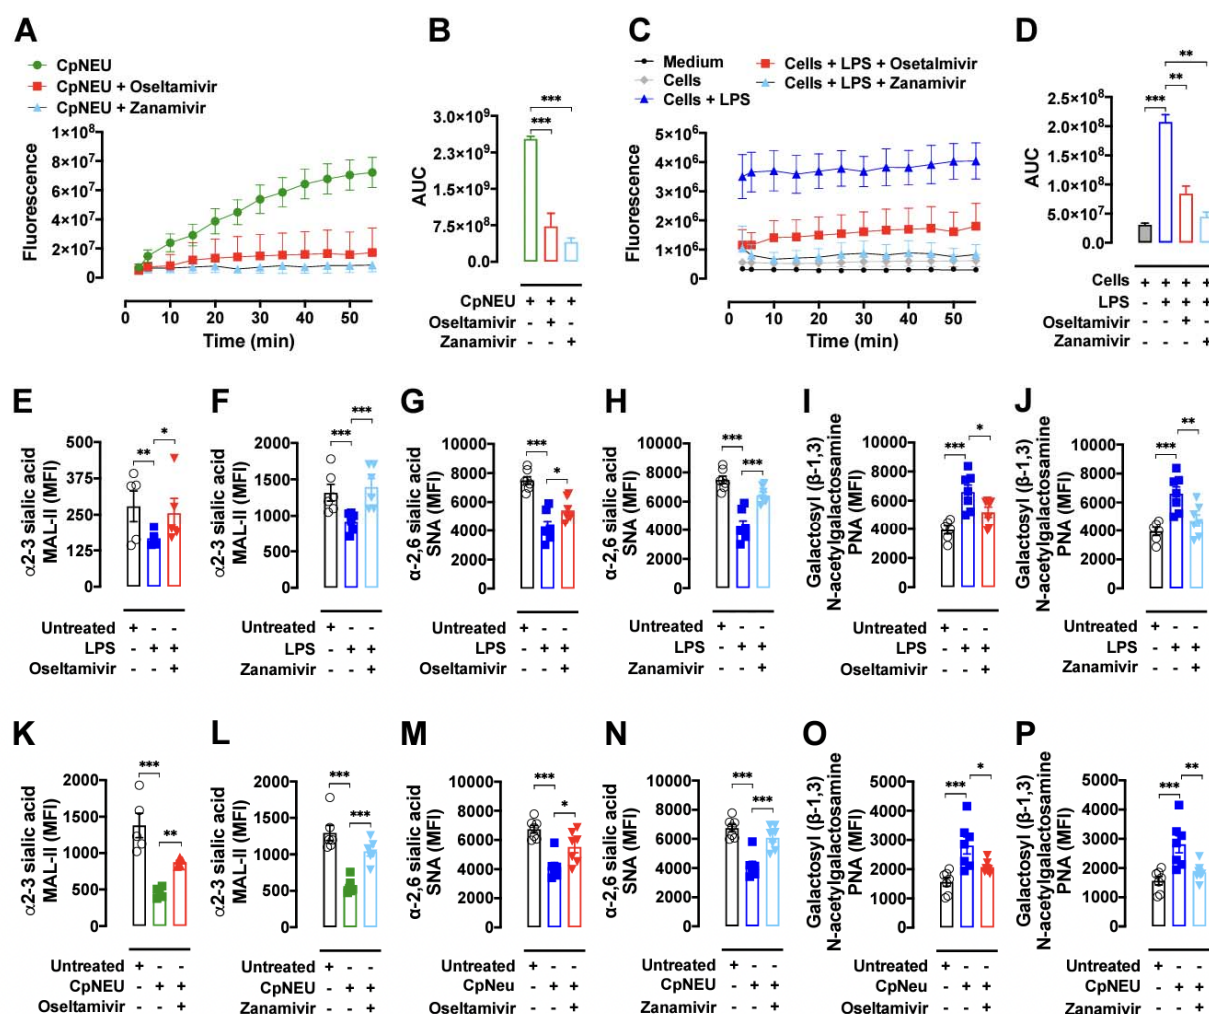 A
CpNEU
CpNEU + Oseltamivir
CpNEU + Zanamivir
Fluorescence
1×10⁸
8×10⁷
6×10⁷
4×10⁷
2×10⁷
0
0 10 20 30 40 50
Time (min)
B
AUC
3.0×10⁹
2.3×10⁹
1.5×10⁹
7.5×10⁸
0.0
***
***
CpNEU + + +
Oseltamivir - + -
Zanamivir - - +
C
Medium
Cells
Cells + LPS
Cells + LPS + Osetalmivir
Cells + LPS + Zanamivir
Fluorescence
5×10⁶
4×10⁶
3×10⁶
2×10⁶
1×10⁶
0
0 10 20 30 40 50
Time (min)
D
AUC
2.5×10⁸
2.0×10⁸
1.5×10⁸
1.0×10⁸
5.0×10⁷
0.0
**
**
***
Cells + + + +
LPS - + + +
Oseltamivir - - + -
Zanamivir - - - +
E
α2-3 sialic acid
MAL-II (MFI)
500
375
250
125
0
** *
Untreated + - -
LPS - + +
Oseltamivir - - +
F
α2-3 sialic acid
MAL-II (MFI)
2000
1500
1000
500
0
*** ***
Untreated + - -
LPS - + +
Zanamivir - - +
G
α-2,6 sialic acid
SNA (MFI)
10000
8000
6000
4000
2000
0
*** *
Untreated + - -
LPS - + +
Oseltamivir - - +
H
α-2,6 sialic acid
SNA (MFI)
10000
8000
6000
4000
2000
0
*** ***
Untreated + - -
LPS - + +
Zanamivir - - +
I
Galactosyl (β-1,3)
N-acetylgalactosamine
PNA (MFI)
10000
8000
6000
4000
2000
0
*** *
Untreated + - -
LPS - + +
Oseltamivir - - +
J
Galactosyl (β-1,3)
N-acetylgalactosamine
PNA (MFI)
10000
8000
6000
4000
2000
0
*** **
Untreated + - -
LPS - + +
Zanamivir - - +
K
α2-3 sialic acid
MAL-II (MFI)
2000
1500
1000
500
0
*** **
Untreated + - -
CpNEU - + +
Oseltamivir - - +
L
α2-3 sialic acid
MAL-II (MFI)
2000
1500
1000
500
0
*** ***
Untreated + - -
CpNEU - + +
Zanamivir - - +
M
α-2,6 sialic acid
SNA (MFI)
10000
8000
6000
4000
2000
0
*** *
Untreated + - -
CpNeu - + +
Oseltamivir - - +
N
α-2,6 sialic acid
SNA (MFI)
10000
8000
6000
4000
2000
0
*** ***
Untreated + - -
CpNEU - + +
Zanamivir - - +
O
Galactosyl (β-1,3)
N-acetylgalactosamine
PNA (MFI)
5000
4000
3000
2000
1000
0
*** *
Untreated + - -
CpNeu - + +
Oseltamivir - - +
P
Galactosyl (β-1,3)
N-acetylgalactosamine
PNA (MFI)
5000
4000
3000
2000
1000
0
*** **
Untreated + - -
CpNEU - + +
Zanamivir - - +